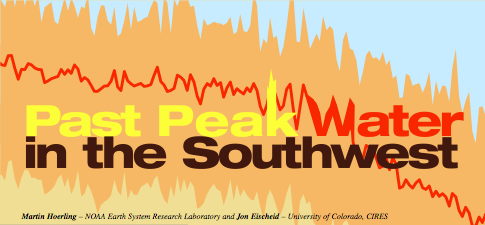 Past Peak Water
in the Southwest
Martin Hoerling – NOAA Earth System Research Laboratory and Jon Eischeid – University of Colorado, CIRES